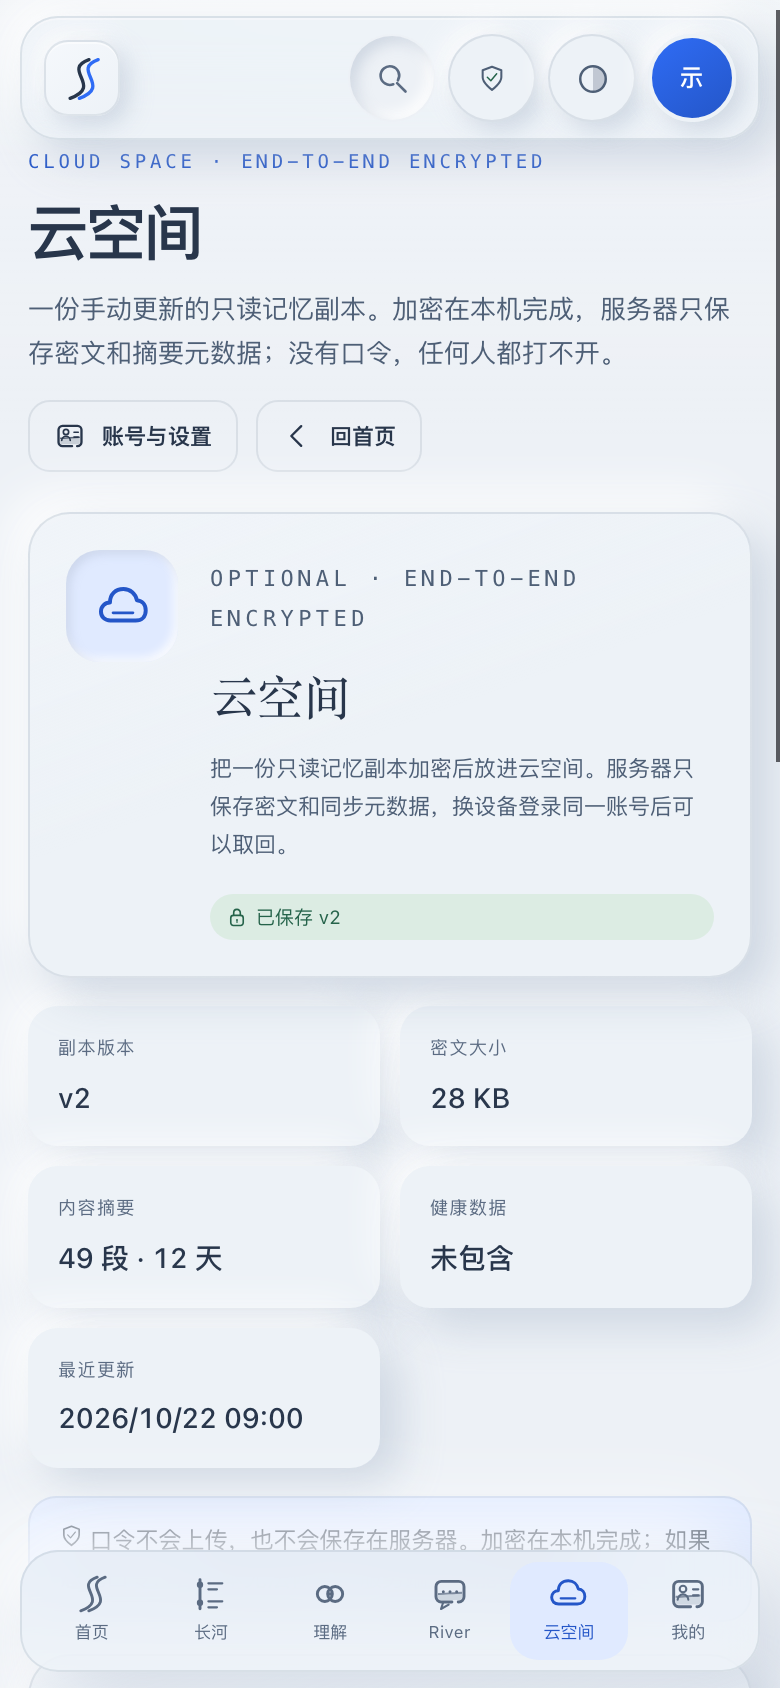 示
CLOUD SPACE · END-TO-END ENCRYPTED
云空间
一份手动更新的只读记忆副本。加密在本机完成，服务器只保
存密文和摘要元数据；没有口令，任何人都打不开。
账号与设置
回首页
OPTIONAL · END-TO-END
ENCRYPTED
云空间
把一份只读记忆副本加密后放进云空间。服务器只
保存密文和同步元数据，换设备登录同一账号后可
以取回。
已保存 v2
副本版本
v2
密文大小
28 KB
内容摘要
49 段 · 12 天
健康数据
未包含
最近更新
2026/10/22 09:00
口令不会上传，也不会保存在服务器。加密在本机完成；如果
首页
长河
理解
River
云空间
我的